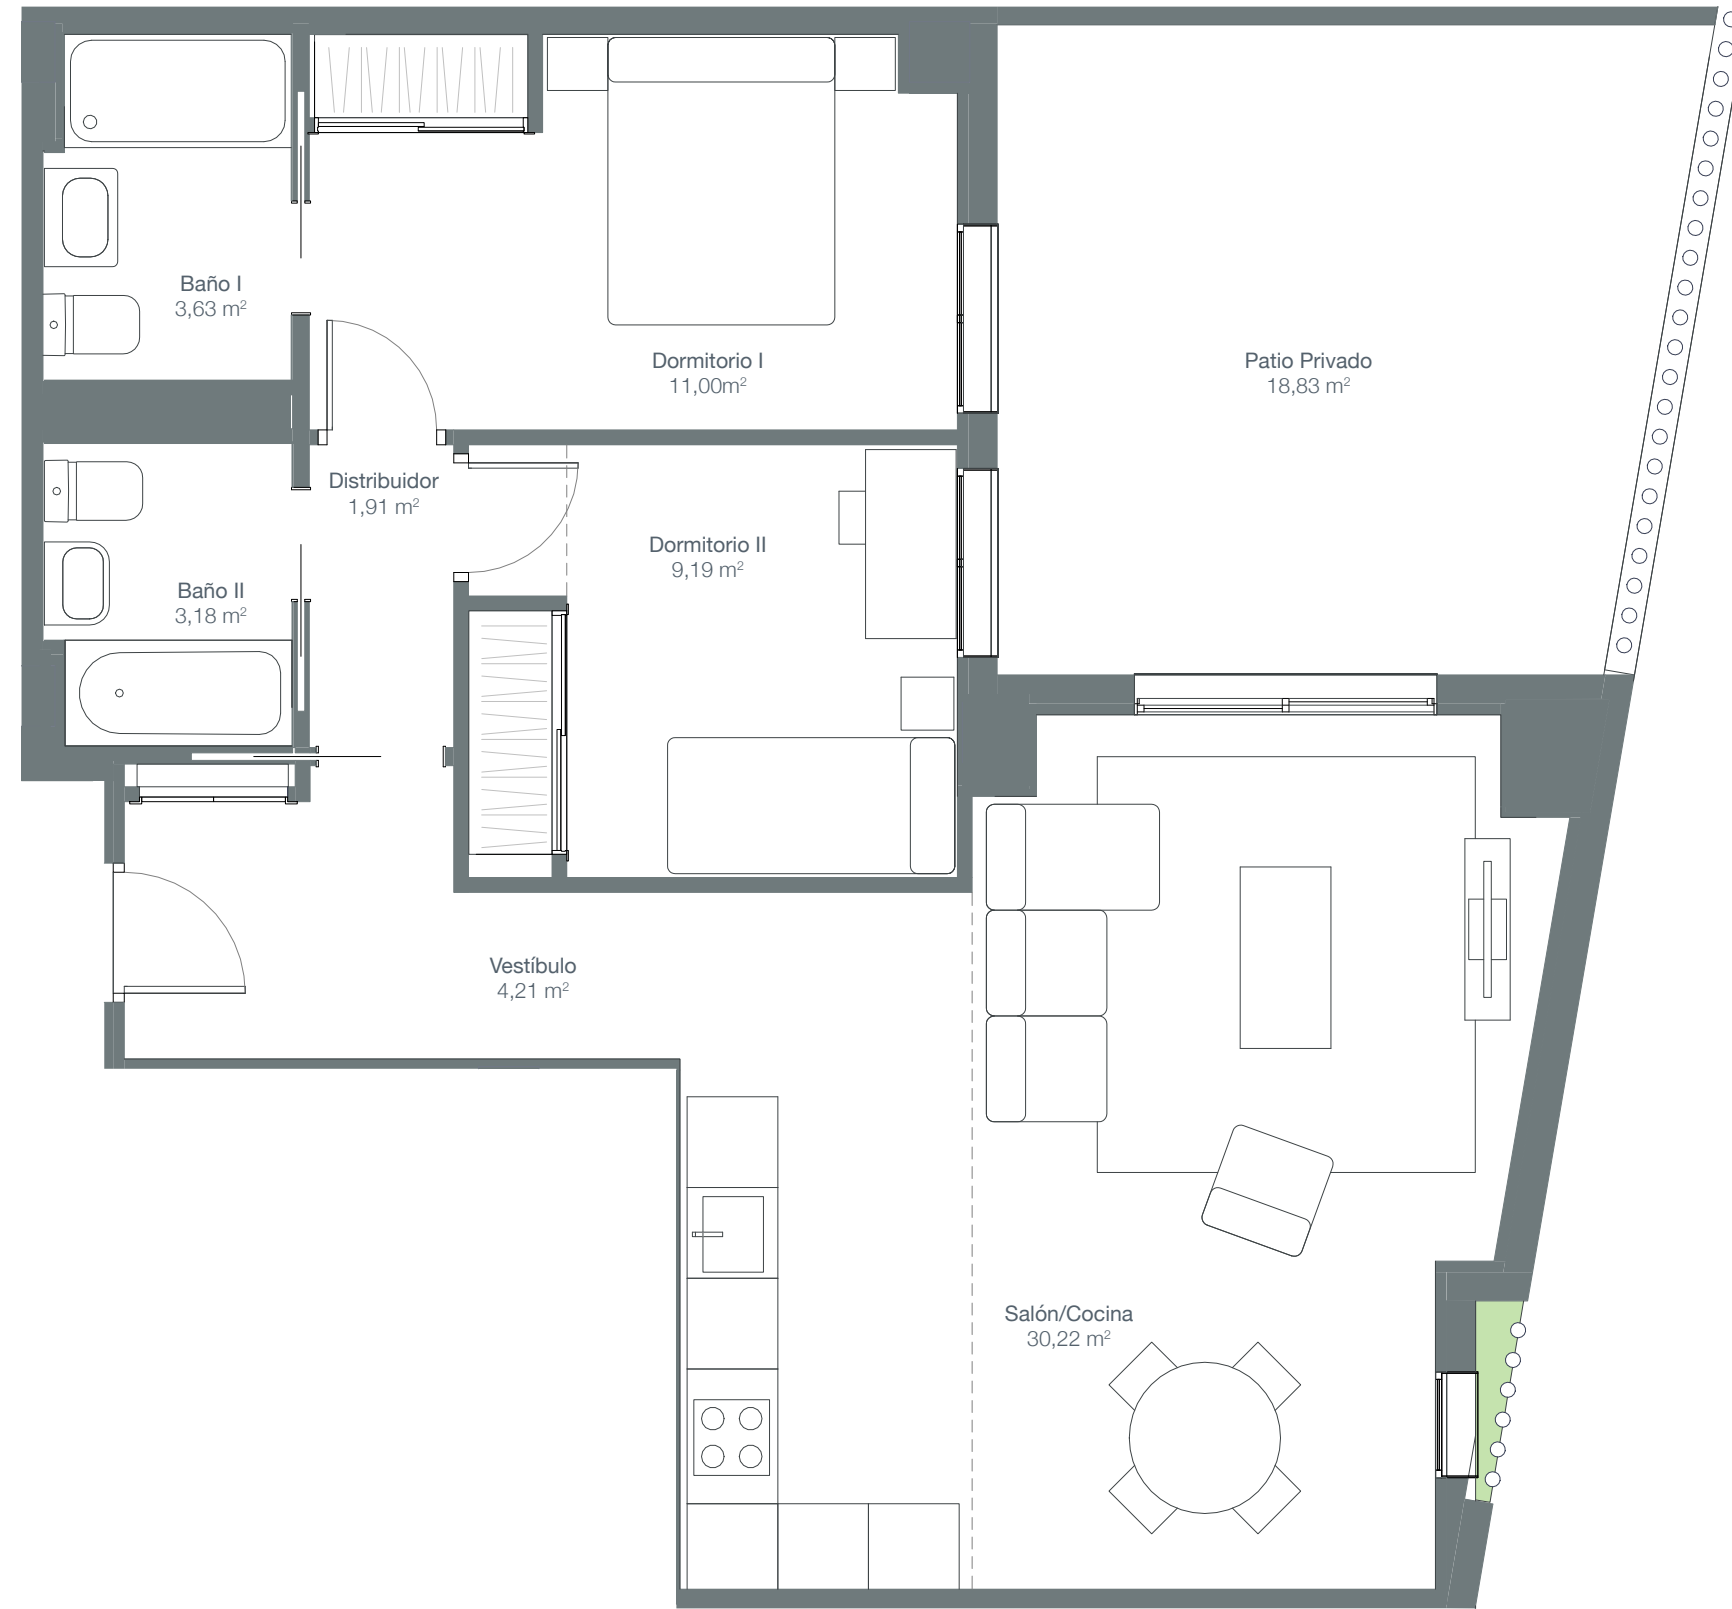 Baño I
3,63 m²
Dormitorio I
11,00m²
Patio Privado
18,83 m²
Distribuidor
1,91 m²
Dormitorio II
9,19 m²
Baño II
3,18 m²
Vestíbulo
4,21 m²
Salón/Cocina
30,22 m²